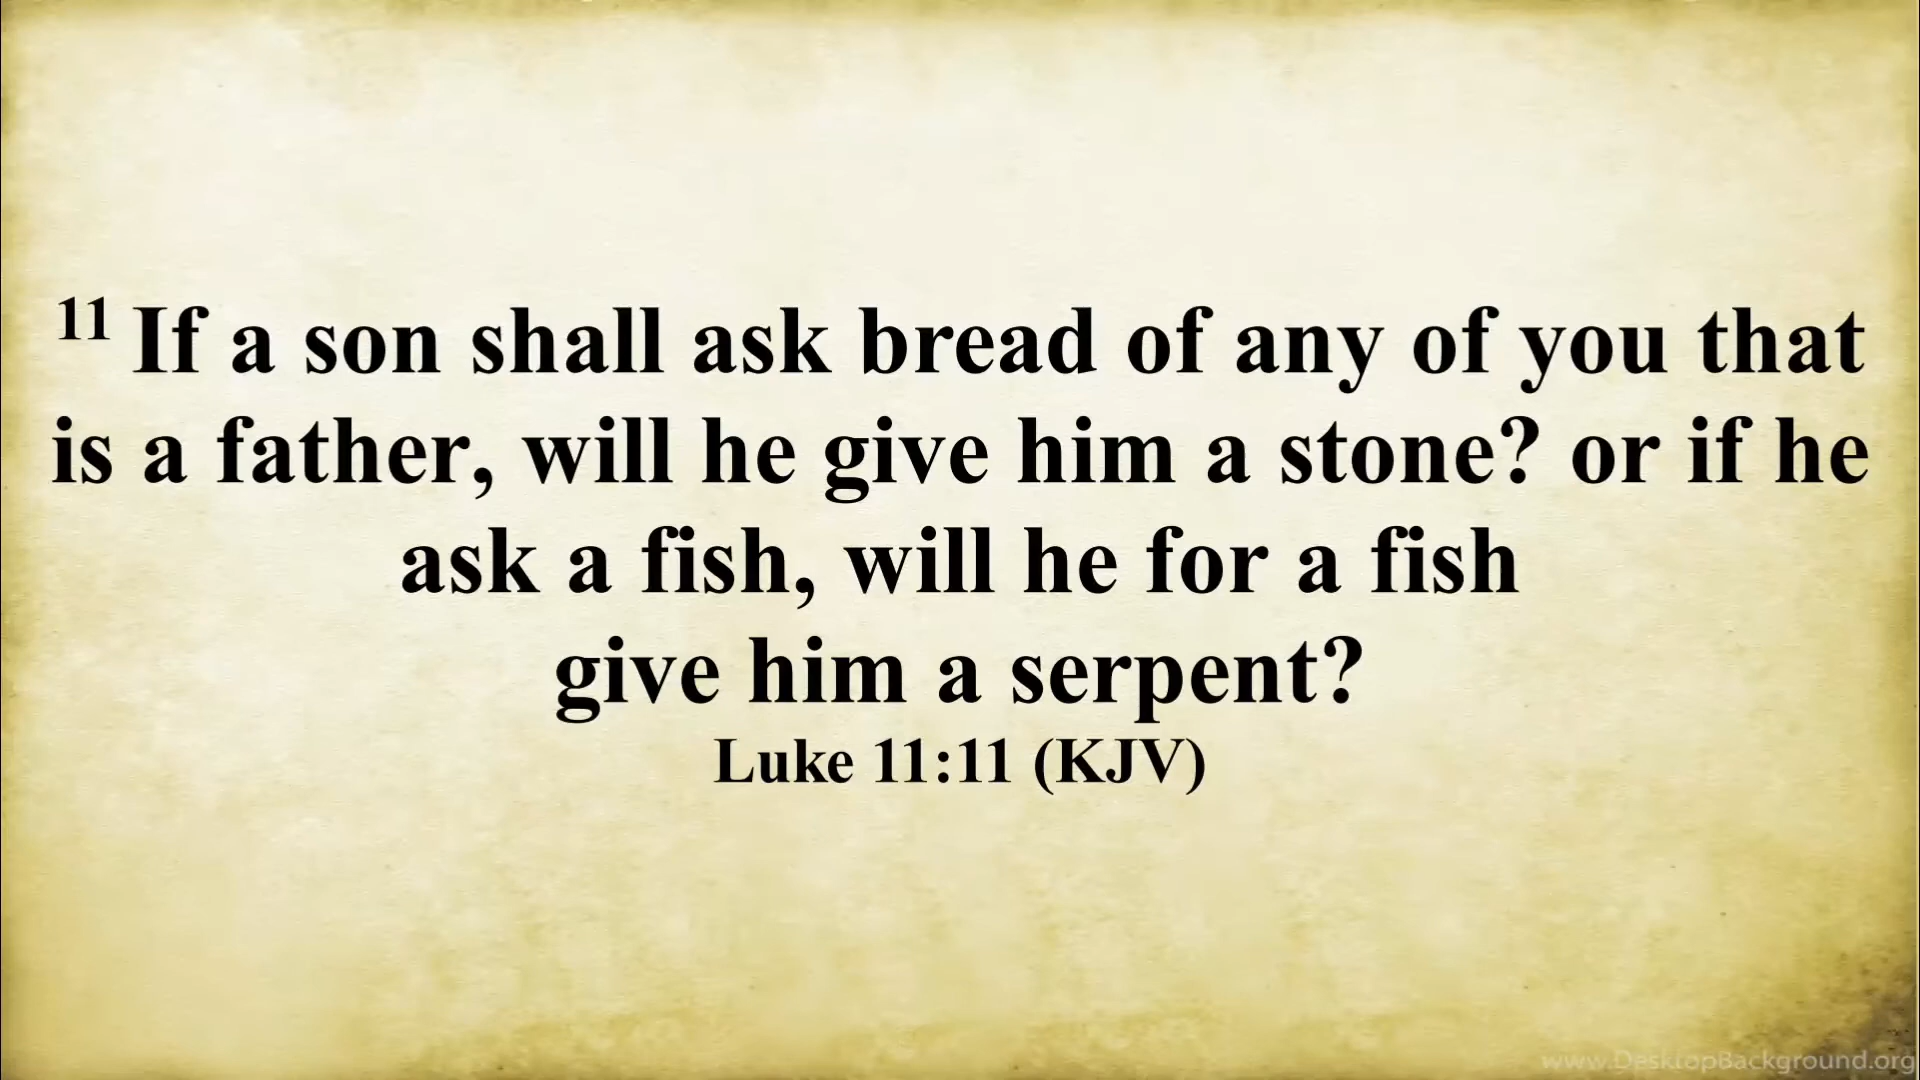 11 If a son shall ask bread of any of you that
is a father, will he give him a stone? or if he
ask a fish, will he for a fish
give him a serpent?
Luke 11:11 (KJV)
www.DesktopBackground.org